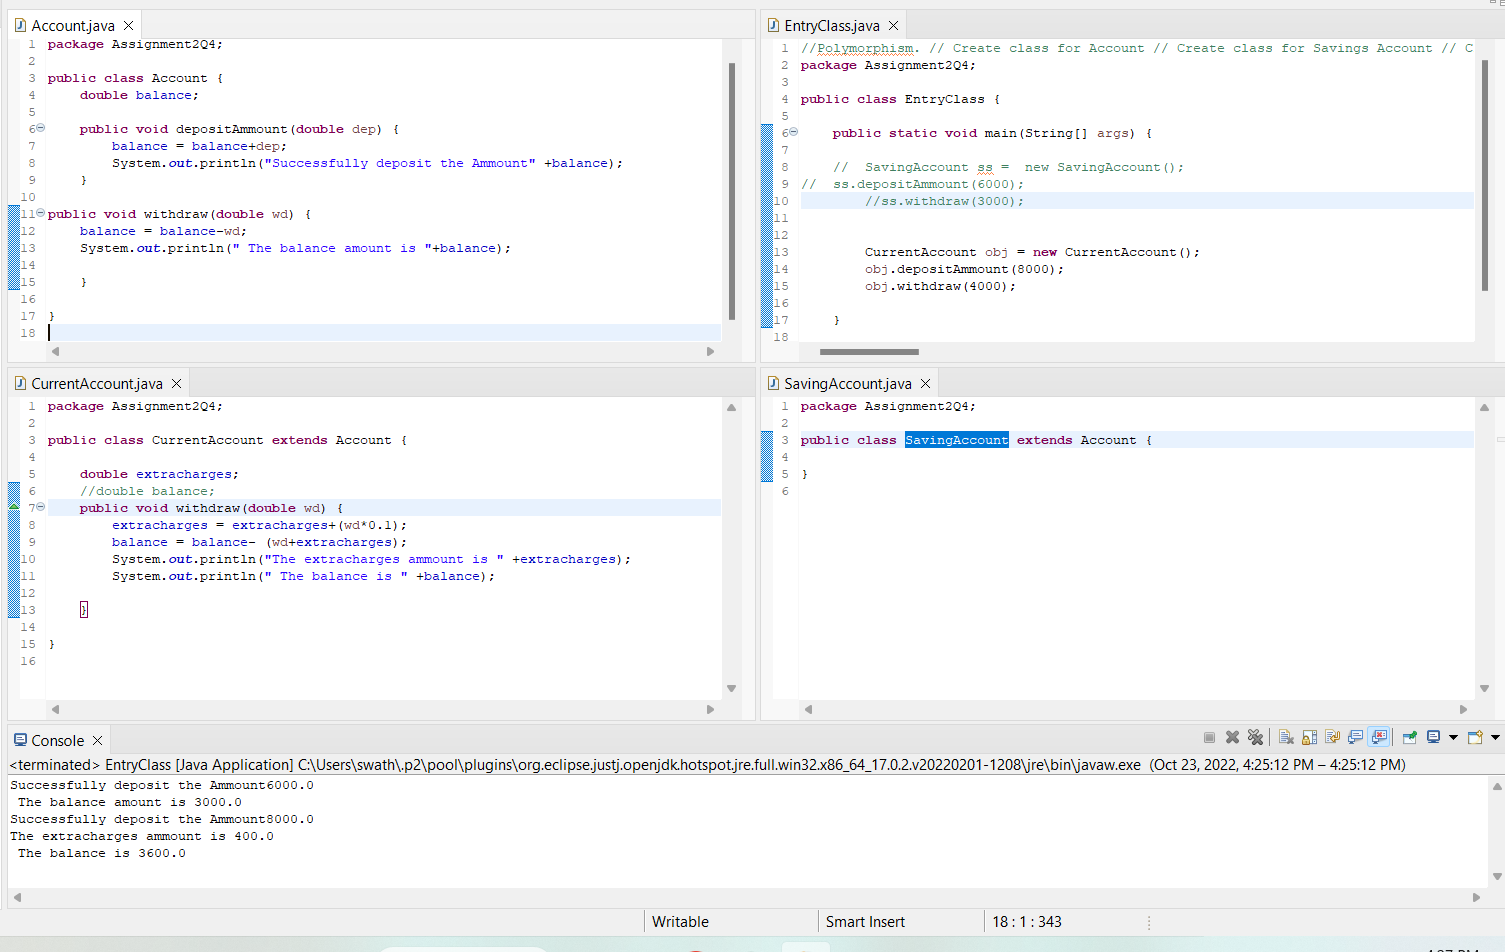 Account.java
1 package Assignment2Q4;
2
3 public class Account {
4 double balance;
5
6 public void depositAmmount(double dep) {
7 balance = balance+dep;
8 System.out.println("Successfully deposit the Ammount" +balance);
9 }
10
11 public void withdraw(double wd) {
12 balance = balance-wd;
13 System.out.println(" The balance amount is "+balance);
14
15 }
16
17 }
18
EntryClass.java
1 //Polymorphism. // Create class for Account // Create class for Savings Account // C
2 package Assignment2Q4;
3
4 public class EntryClass {
5
6 public static void main(String[] args) {
7
8 // SavingAccount ss = new SavingAccount();
9 // ss.depositAmmount(6000);
10 //ss.withdraw(3000);
11
12
13 CurrentAccount obj = new CurrentAccount();
14 obj.depositAmmount(8000);
15 obj.withdraw(4000);
16
17 }
18
CurrentAccount.java
1 package Assignment2Q4;
2
3 public class CurrentAccount extends Account {
4
5 double extracharges;
6 //double balance;
7 public void withdraw(double wd) {
8 extracharges = extracharges+(wd*0.1);
9 balance = balance- (wd+extracharges);
10 System.out.println("The extracharges ammount is " +extracharges);
11 System.out.println(" The balance is " +balance);
12
13 }
14
15 }
16
SavingAccount.java
1 package Assignment2Q4;
2
3 public class SavingAccount extends Account {
4
5 }
6
Console
<terminated> EntryClass [Java Application] C:\Users\swath\.p2\pool\plugins\org.eclipse.justj.openjdk.hotspot.jre.full.win32.x86_64_17.0.2.v20220201-1208\jre\bin\javaw.exe (Oct 23, 2022, 4:25:12 PM – 4:25:12 PM)
Successfully deposit the Ammount6000.0
The balance amount is 3000.0
Successfully deposit the Ammount8000.0
The extracharges ammount is 400.0
The balance is 3600.0
Writable Smart Insert 18 : 1 : 343